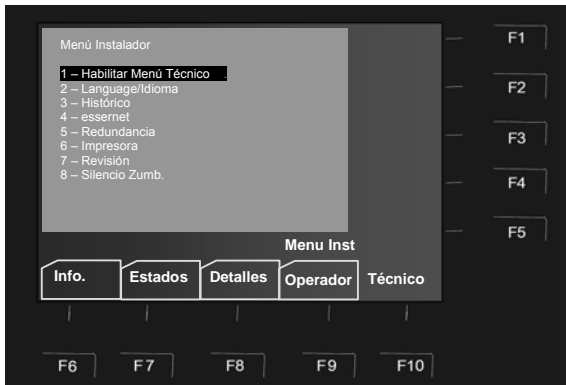 Menú Instalador
1 – Habilitar Menú Técnico .
2 – Language/Idioma
3 – Histórico
4 – essernet
5 – Redundancia
6 – Impresora
7 – Revisión
8 – Silencio Zumb.
Menu Inst
Info. Estados Detalles Operador Técnico
F1
F2
F3
F4
F5
F6 F7 F8 F9 F10